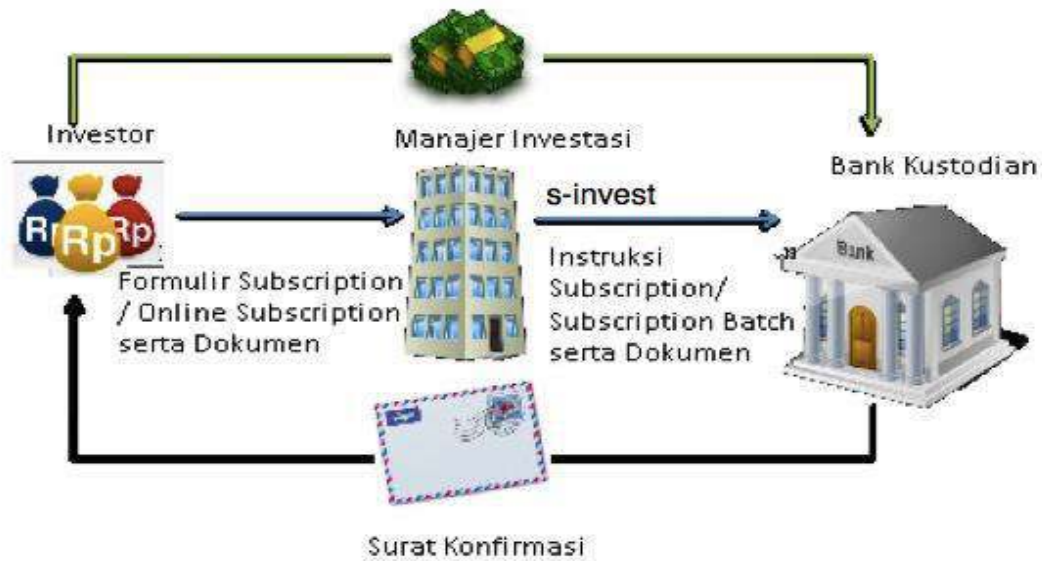 Investor
Manajer Investasi
Bank Kustodian
Rp
Rp
Rp
s-invest
Bank
Formulir Subscription
/ Online Subscription
serta Dokumen
Instruksi
Subscription/
Subscription Batch
serta Dokumen
Surat Konfirmasi